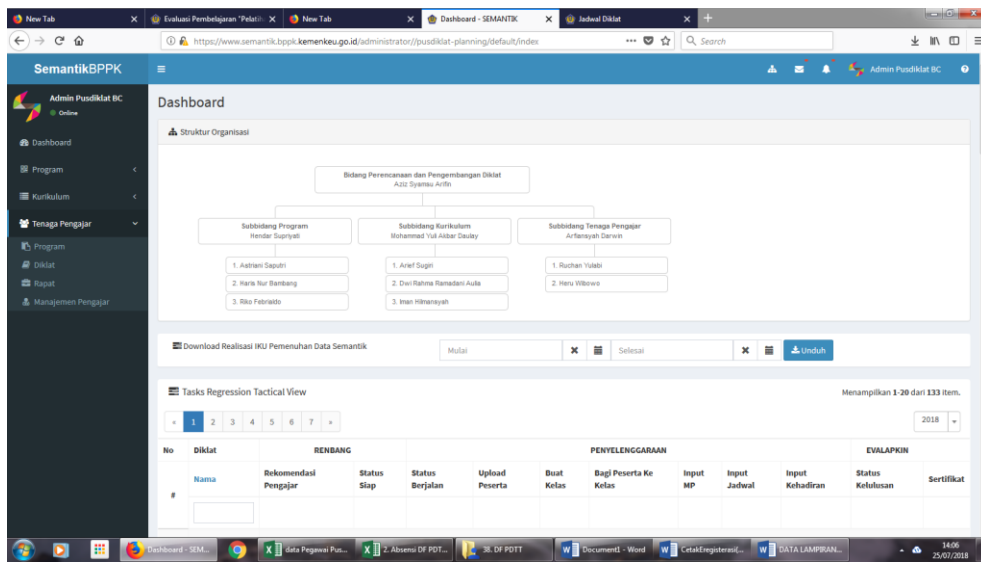 New Tab
Evaluasi Pembelajaran "Pelatih
New Tab
Dashboard - SEMANTIK
Jadwal Diklat
https://www.semantik.bppk.kemenkeu.go.id/administrator//pusdiklat-planning/default/index
Search
SemantikBPPK
Admin Pusdiklat BC
Admin Pusdiklat BC
Online
Dashboard
Program
Kurikulum
Tenaga Pengajar
Program
Diklat
Rapat
Manajemen Pengajar
Dashboard
Struktur Organisasi
Bidang Perencanaan dan Pengembangan Diklat
Aziz Syamsu Arifin
Subbidang Program
Hendar Supriyati
Subbidang Kurikulum
Mohammad Yuli Akbar Daulay
Subbidang Tenaga Pengajar
Arfiansyah Darwin
1. Astriani Saputri
2. Haris Nur Bambang
3. Riko Febrialdo
1. Arief Sugiri
2. Dwi Rahma Ramadani Aulia
3. Iman Hilmansyah
1. Ruchan Yulabi
2. Heru Wibowo
Download Realisasi IKU Pemenuhan Data Semantik
Mulai
Selesai
Unduh
Tasks Regression Tactical View
Menampilkan 1-20 dari 133 item.
« 1 2 3 4 5 6 7 »
2018
No Diklat RENBANG PENYELENGGARAAN EVALAPKIN
# Nama Rekomendasi Pengajar Status Siap Status Berjalan Upload Peserta Buat Kelas Bagi Peserta Ke Kelas Input MP Input Jadwal Input Kehadiran Status Kelulusan Sertifikat
Dashboard - SEM...
data Pegawai Pus...
2. Absensi DF PDT...
38. DF PDTT
Document1 - Word
CetakEregisterasi(...
DATA LAMPIRAN...
14:06
25/07/2018